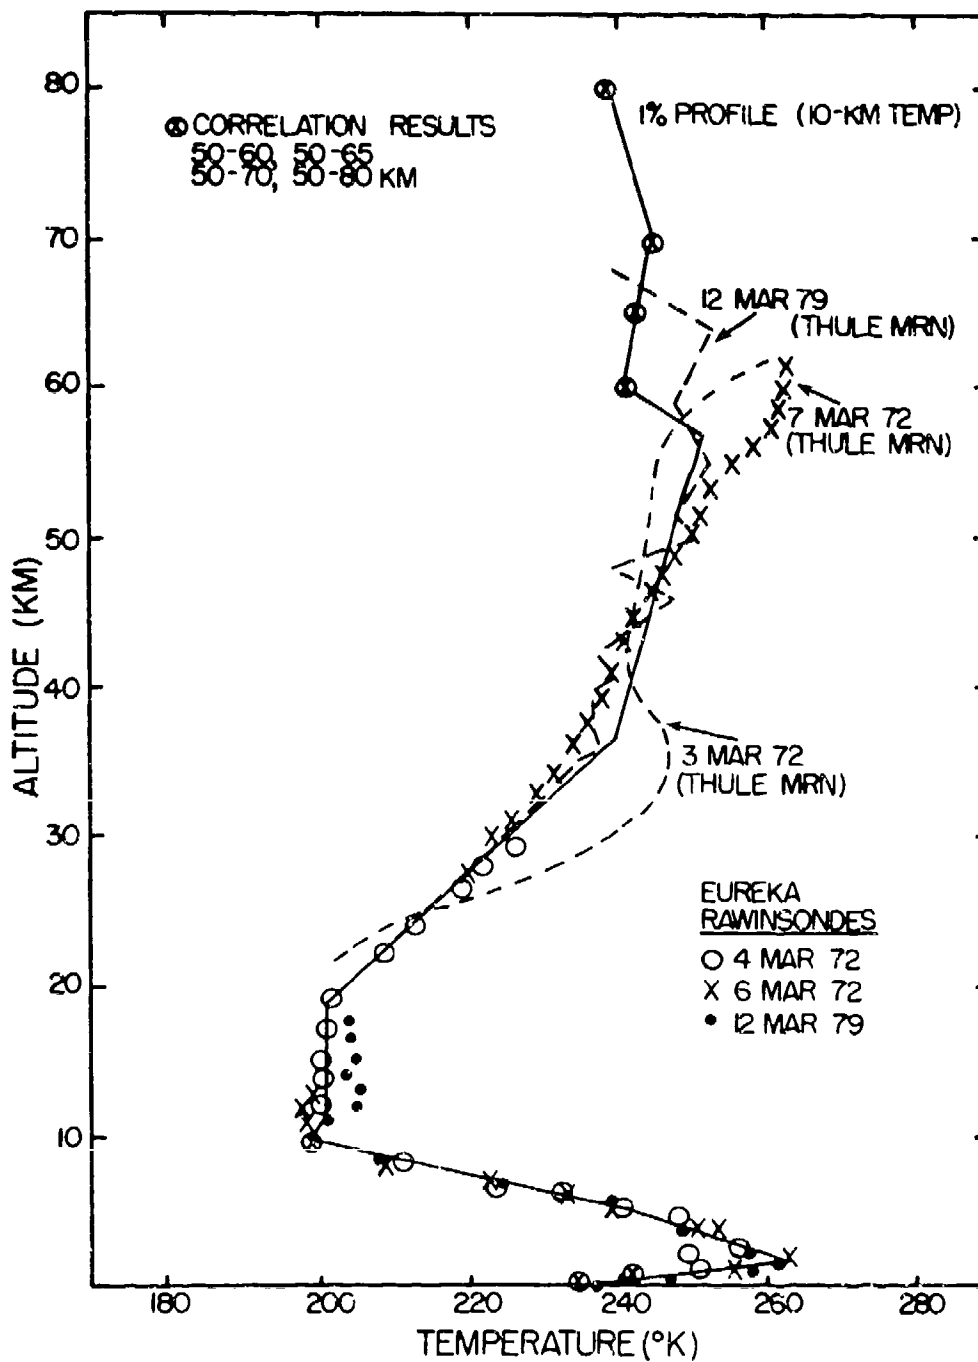 80
⊗ CORRELATION RESULTS
50-60, 50-65
50-70, 50-80 KM
1% PROFILE (10-KM TEMP)
70
12 MAR 79
(THULE MRN)
60
7 MAR 72
(THULE MRN)
50
ALTITUDE (KM)
40
3 MAR 72
(THULE MRN)
30
EUREKA
RAWINSONDES
○ 4 MAR 72
X 6 MAR 72
• 12 MAR 79
20
10
180 200 220 240 260 280
TEMPERATURE (°K)